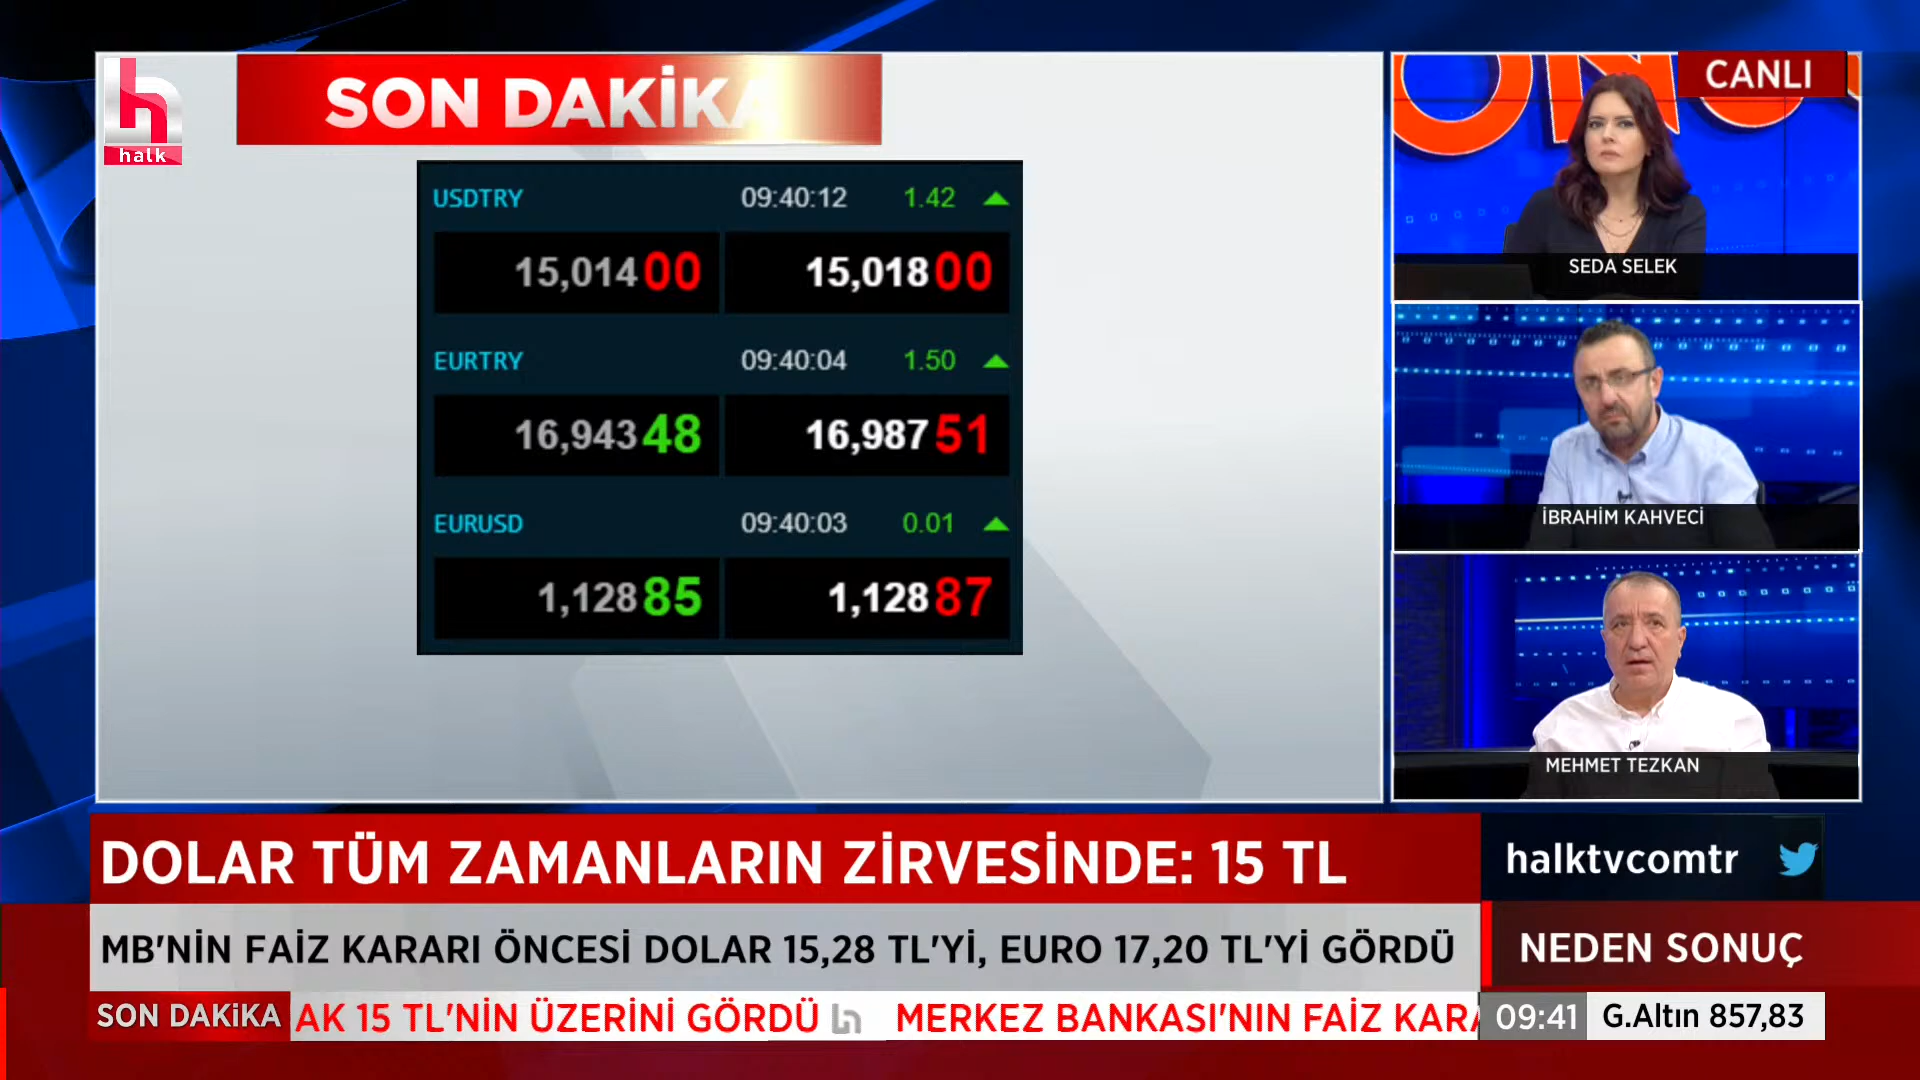 halk
SON DAKİKA
USDTRY 09:40:12 1.42
15,01400 15,01800
EURTRY 09:40:04 1.50
16,94348 16,98751
EURUSD 09:40:03 0.01
1,12885 1,12887
CANLI
SEDA SELEK
İBRAHİM KAHVECİ
MEHMET TEZKAN
DOLAR TÜM ZAMANLARIN ZİRVESİNDE: 15 TL
halktvcomtr
MB'NİN FAİZ KARARI ÖNCESİ DOLAR 15,28 TL'Yİ, EURO 17,20 TL'Yİ GÖRDÜ
NEDEN SONUÇ
SON DAKİKA AK 15 TL'NİN ÜZERİNİ GÖRDÜ h MERKEZ BANKASI'NIN FAİZ KARA
09:41 G.Altın 857,83